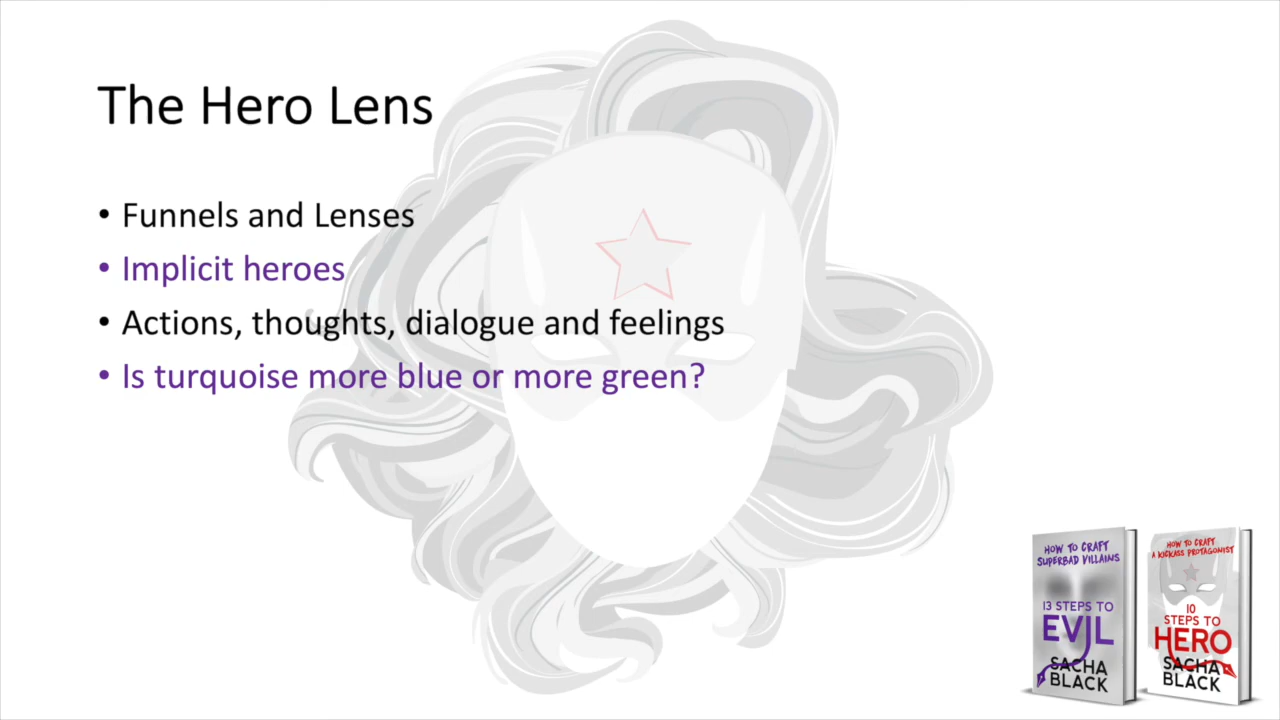 The Hero Lens
• Funnels and Lenses
• Implicit heroes
• Actions, thoughts, dialogue and feelings
• Is turquoise more blue or more green?
HOW TO CRAFT
SUPERBAD VILLAINS
13 STEPS TO
EVIL
SACHA
BLACK
HOW TO CRAFT
A KICKASS PROTAGONIST
10
STEPS TO
HERO
SACHA
BLACK